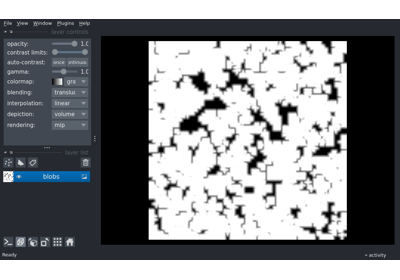 File View Window Plugins Help
layer controls
opacity: 1.0
contrast limits:
auto-contrast: once
gamma: 1.0
colormap: gra
blending: translu
interpolation: linear
depiction: volume
rendering: mip
layer list
blobs
Ready
activity